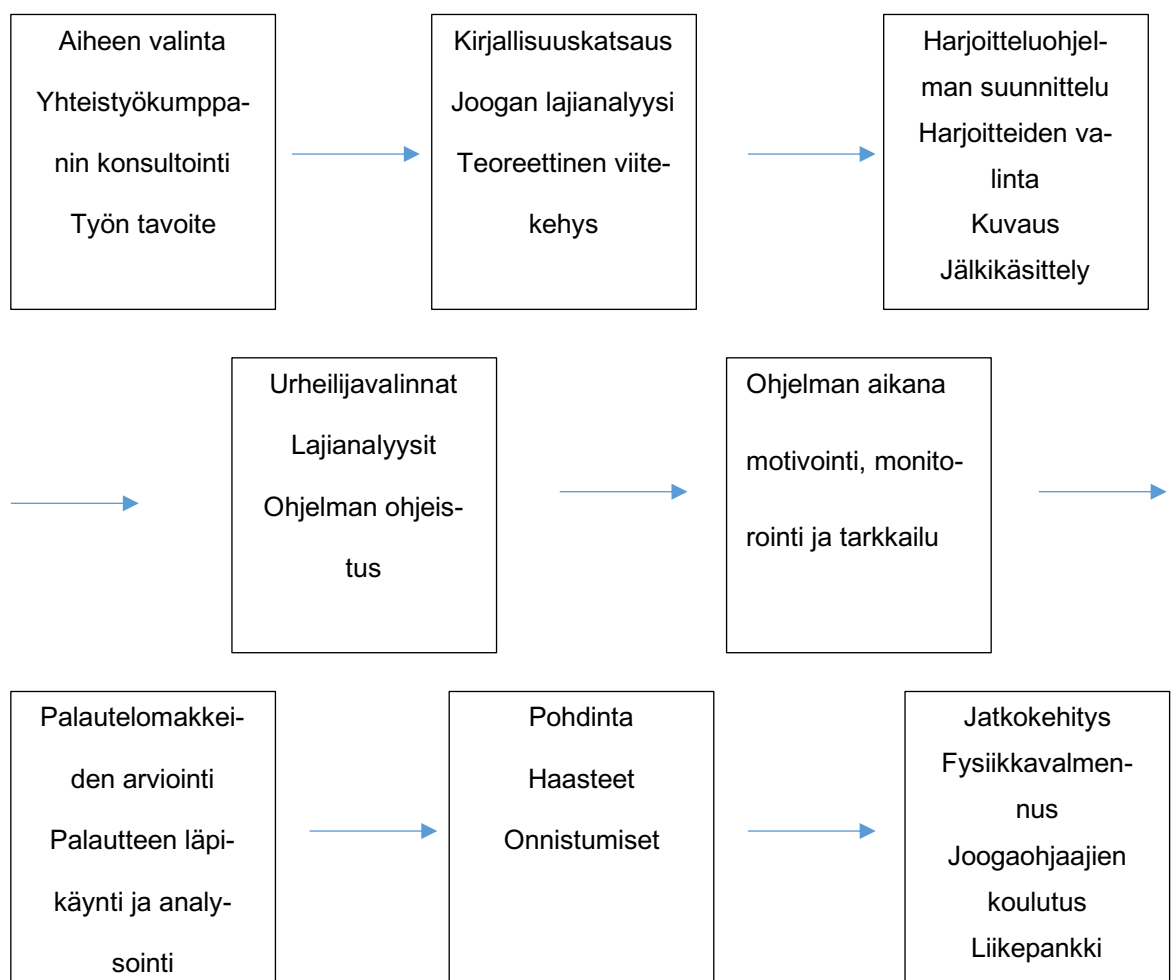 Aiheen valinta
Yhteistyökumppa-
nin konsultointi
Työn tavoite
Kirjallisuuskatsaus
Joogan lajianalyysi
Teoreettinen viite-
kehys
Harjoitteluohjel-
man suunnittelu
Harjoitteiden va-
linta
Kuvaus
Jälkikäsittely
Urheilijavalinnat
Lajianalyysit
Ohjelman ohjeis-
tus
Ohjelman aikana
motivointi, monito-
rointi ja tarkkailu
Palautelomakkei-
den arviointi
Palautteen läpi-
käynti ja analy-
sointi
Pohdinta
Haasteet
Onnistumiset
Jatkokehitys
Fysiikkavalmen-
nus
Joogaohjaajien
koulutus
Liikepankki